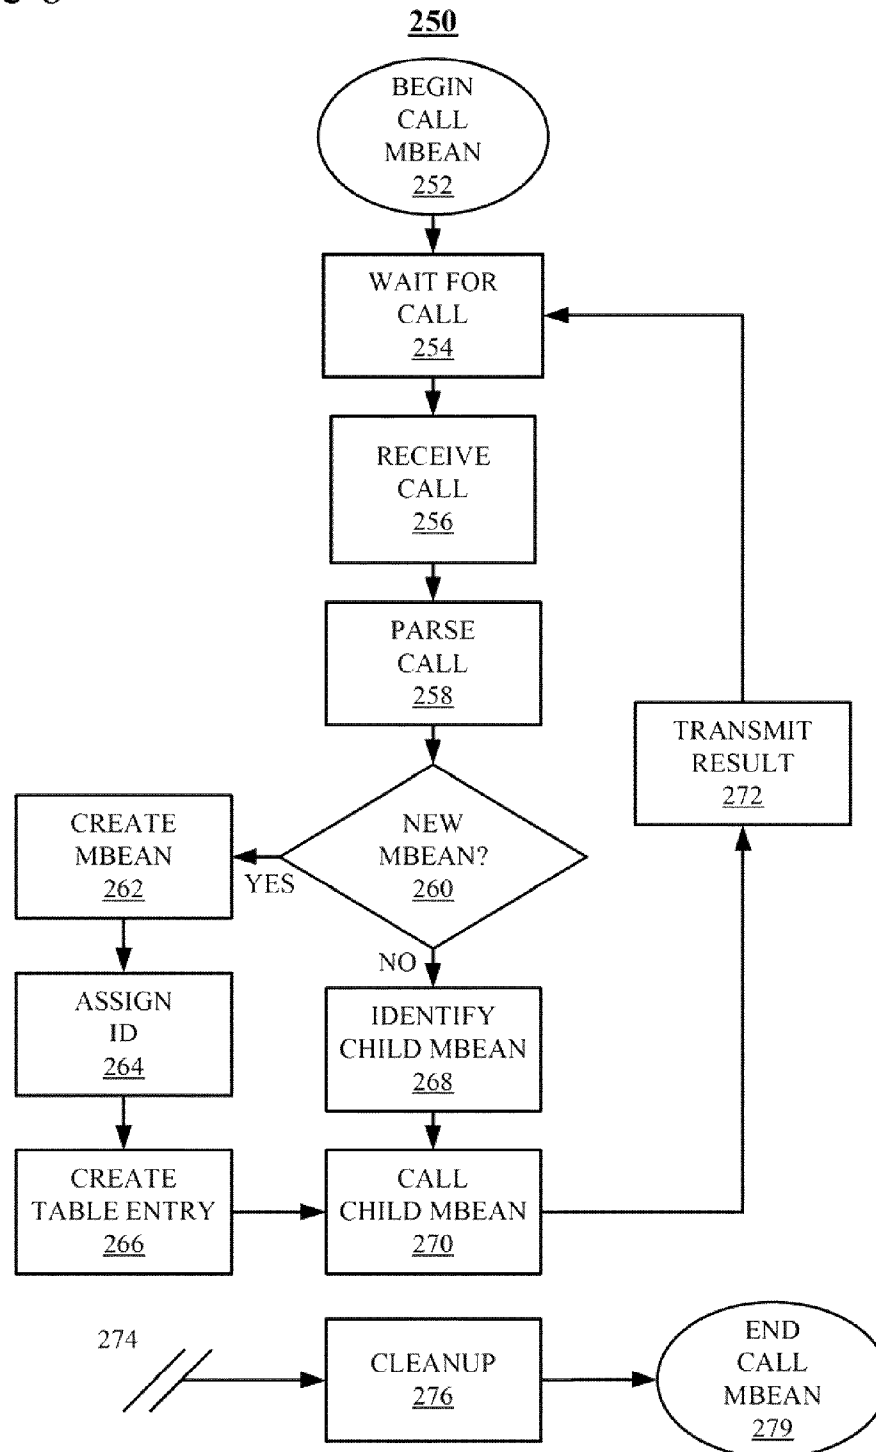 250
BEGIN
CALL
MBEAN
252
WAIT FOR
CALL
254
RECEIVE
CALL
256
PARSE
CALL
258
TRANSMIT
RESULT
272
NEW
MBEAN?
260
YES
NO
CREATE
MBEAN
262
ASSIGN
ID
264
CREATE
TABLE ENTRY
266
IDENTIFY
CHILD MBEAN
268
CALL
CHILD MBEAN
270
274
CLEANUP
276
END
CALL
MBEAN
279